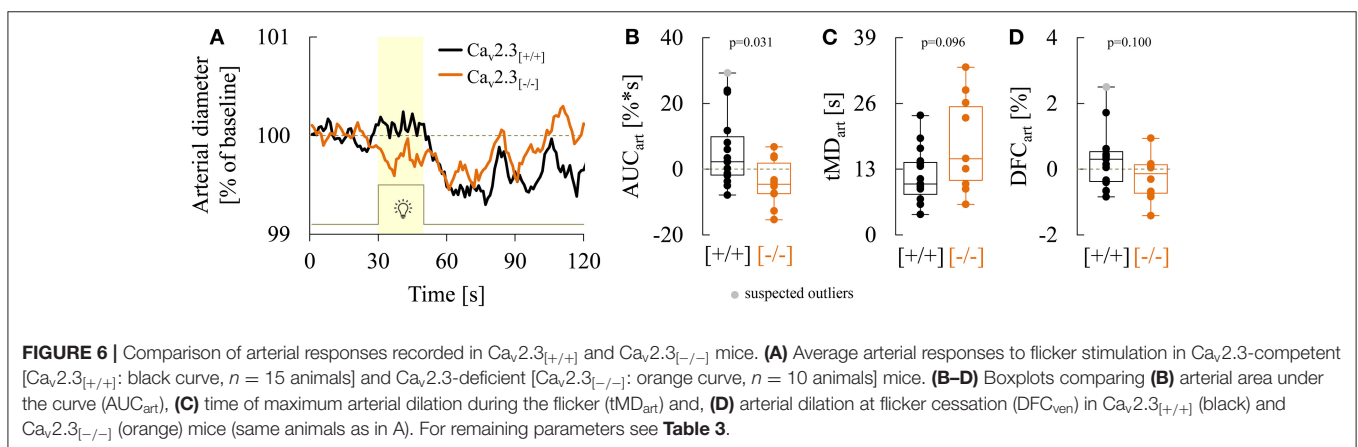 A
101
100
99
Arterial diameter
[% of baseline]
Cav2.3[+/+]
Cav2.3[-/-]
0 30 60 90 120
Time [s]
B
p=0.031
40
20
0
-20
AUCart [%*s]
[+/+] [-/-]
C
p=0.096
39
26
13
0
tMDart [s]
[+/+] [-/-]
D
p=0.100
4
2
0
-2
DFCart [%]
[+/+] [-/-]
suspected outliers
FIGURE 6 | Comparison of arterial responses recorded in Cav2.3[+/+] and Cav2.3[−/−] mice. (A) Average arterial responses to flicker stimulation in Cav2.3-competent
[Cav2.3[+/+]: black curve, n = 15 animals] and Cav2.3-deficient [Cav2.3[−/−]: orange curve, n = 10 animals] mice. (B–D) Boxplots comparing (B) arterial area under
the curve (AUCart), (C) time of maximum arterial dilation during the flicker (tMDart) and, (D) arterial dilation at flicker cessation (DFCven) in Cav2.3[+/+] (black) and
Cav2.3[−/−] (orange) mice (same animals as in A). For remaining parameters see Table 3.